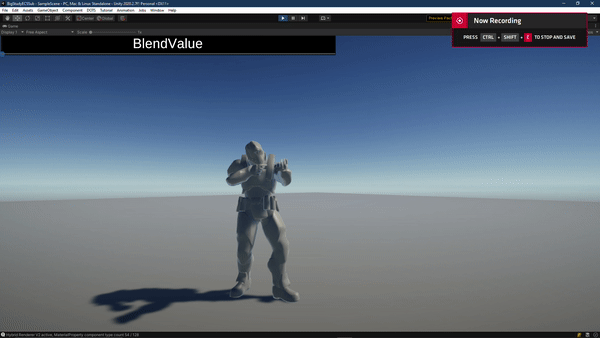 BigStudyECSSub - SampleScene - PC, Mac & Linux Standalone - Unity 2020.2.7f1 Personal <DX11>
File Edit Assets GameObject Component DOTS Tutorial Animation Jobs Window Help
Center Global
Game
Display 1 Free Aspect Scale
BlendValue
Now Recording
PRESS CTRL + SHIFT + E TO STOP AND SAVE
Hybrid Renderer V2 active, MaterialProperty component type count 54 / 128